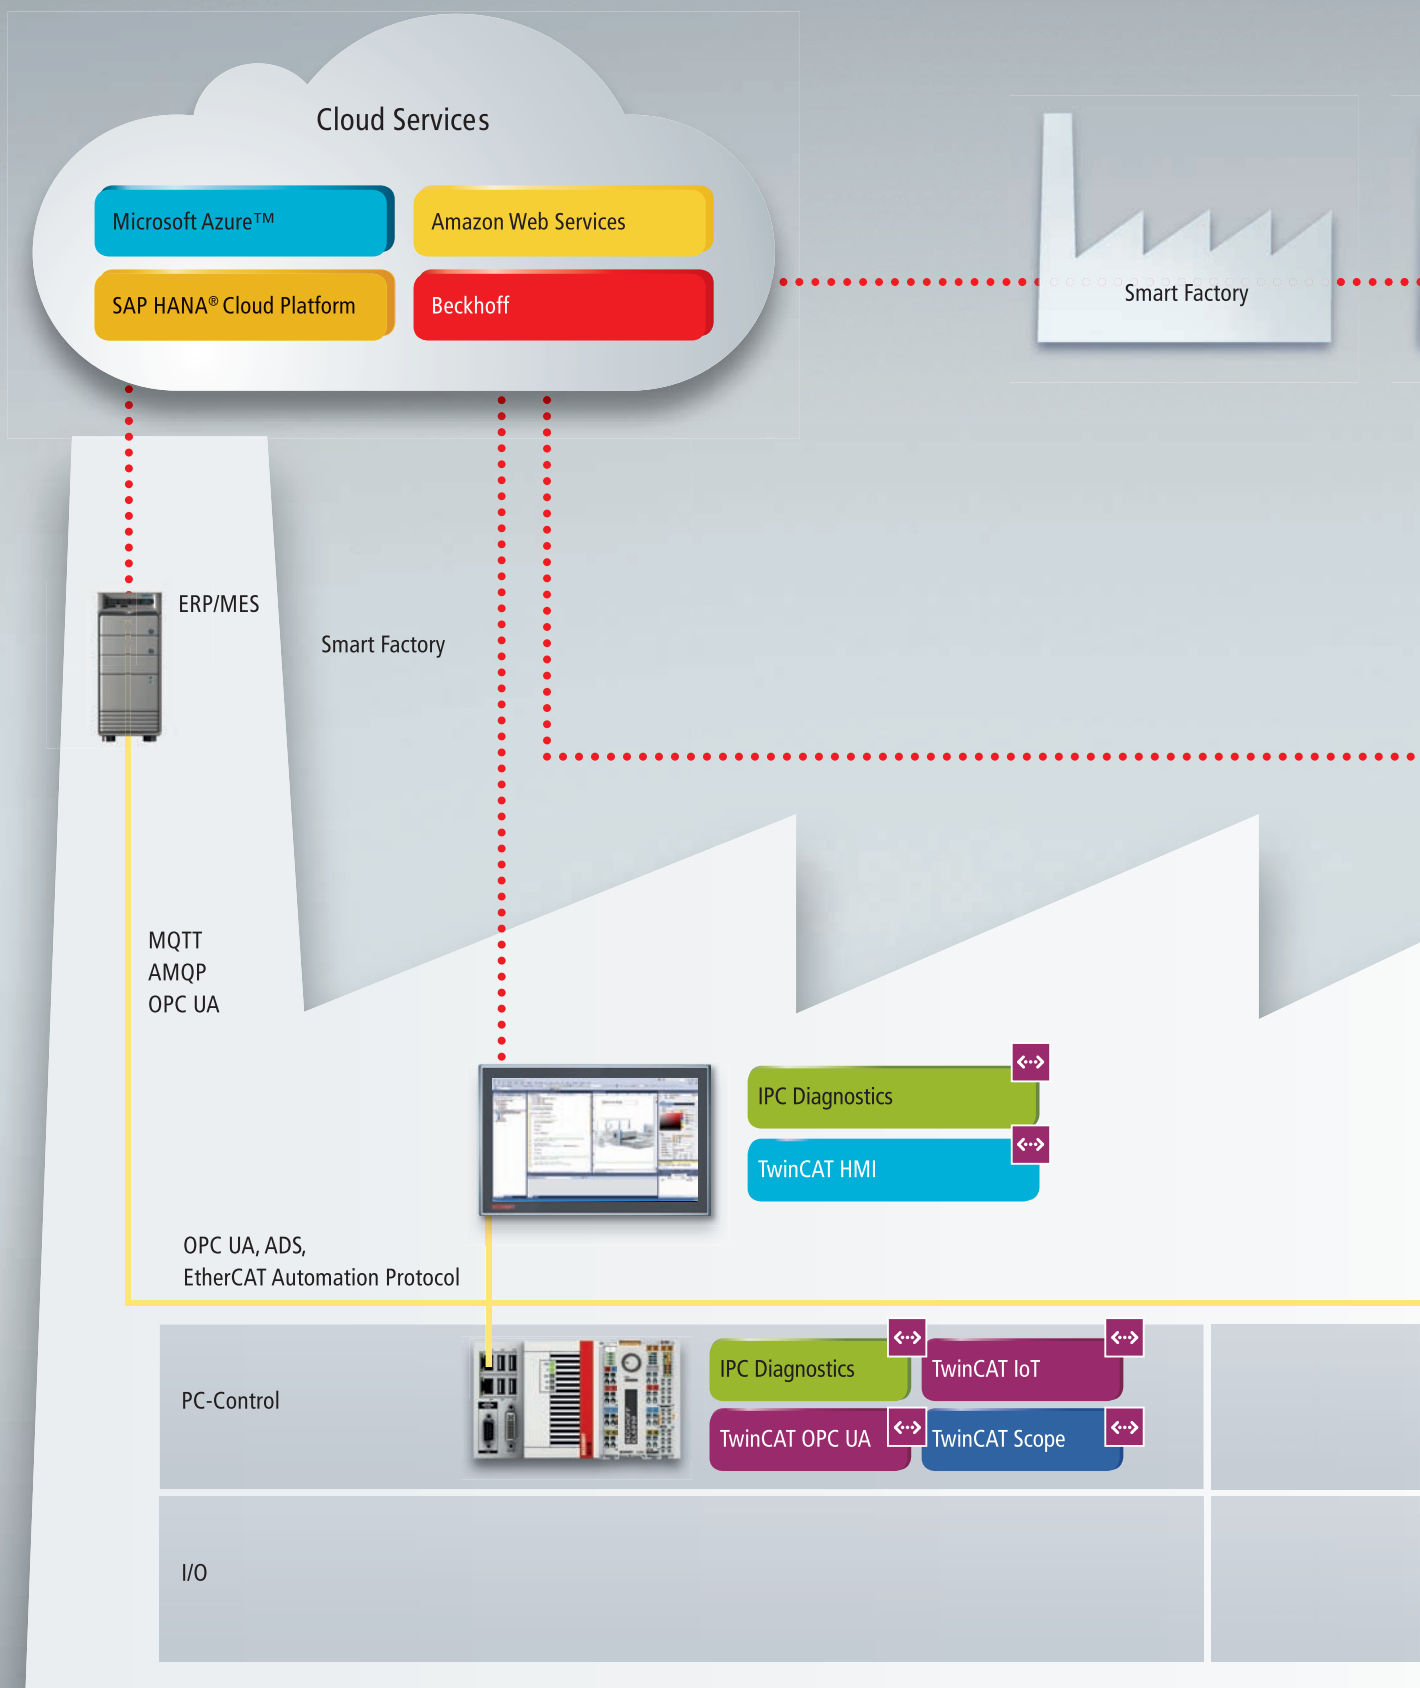 Cloud Services
Microsoft Azure™
Amazon Web Services
SAP HANA® Cloud Platform
Beckhoff
Smart Factory
ERP/MES
Smart Factory
MQTT
AMQP
OPC UA
IPC Diagnostics
TwinCAT HMI
OPC UA, ADS,
EtherCAT Automation Protocol
PC-Control
IPC Diagnostics
TwinCAT IoT
TwinCAT OPC UA
TwinCAT Scope
I/O